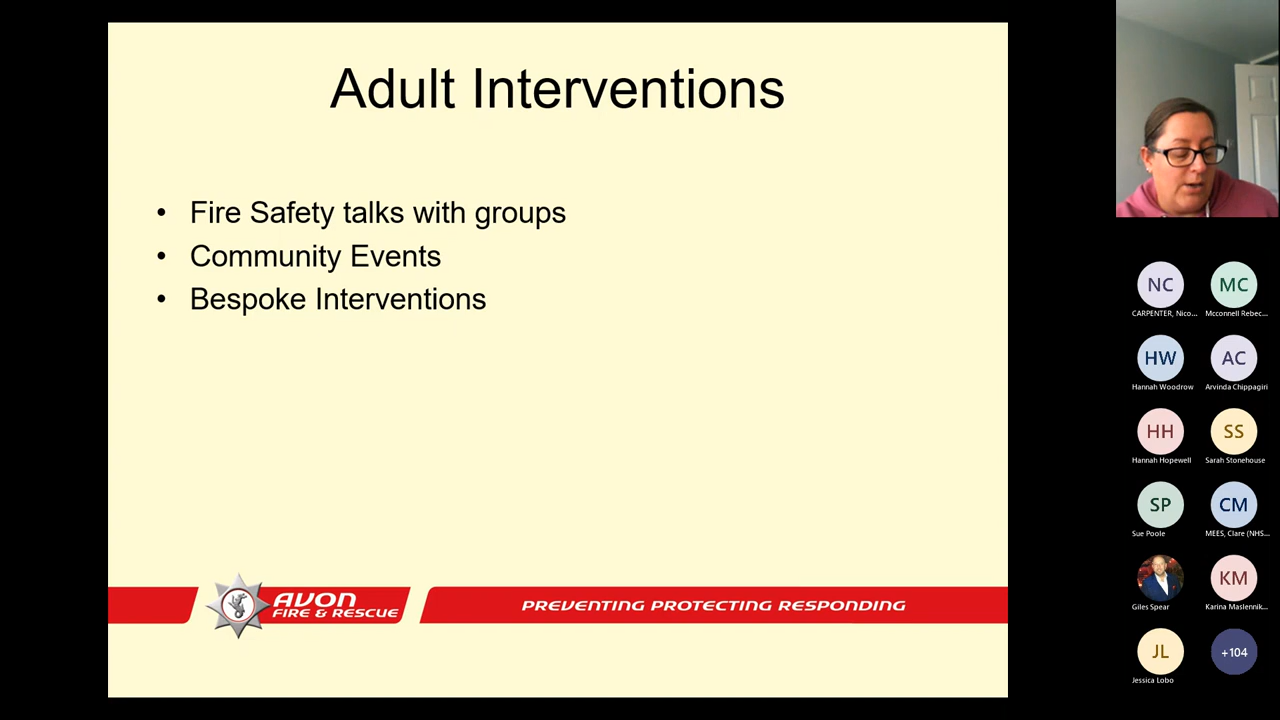 Adult Interventions
• Fire Safety talks with groups
• Community Events
• Bespoke Interventions
AVON
FIRE & RESCUE
PREVENTING PROTECTING RESPONDING
NC
MC
CARPENTER, Nico...
Mcconnell Rebec...
HW
AC
Hannah Woodrow
Arvinda Chippagiri
HH
SS
Hannah Hopewell
Sarah Stonehouse
SP
CM
Sue Poole
MEES, Clare (NHS...
KM
Giles Spear
Karina Maslennik...
JL
+104
Jessica Lobo